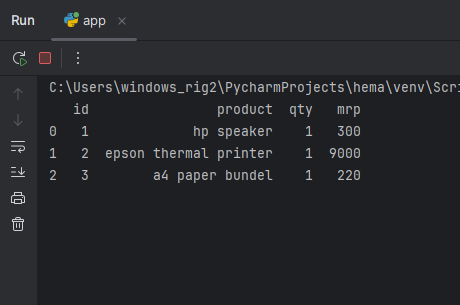 Run app
C:\Users\windows_rig2\PycharmProjects\hema\venv\Scri
id product qty mrp
0 1 hp speaker 1 300
1 2 epson thermal printer 1 9000
2 3 a4 paper bundel 1 220